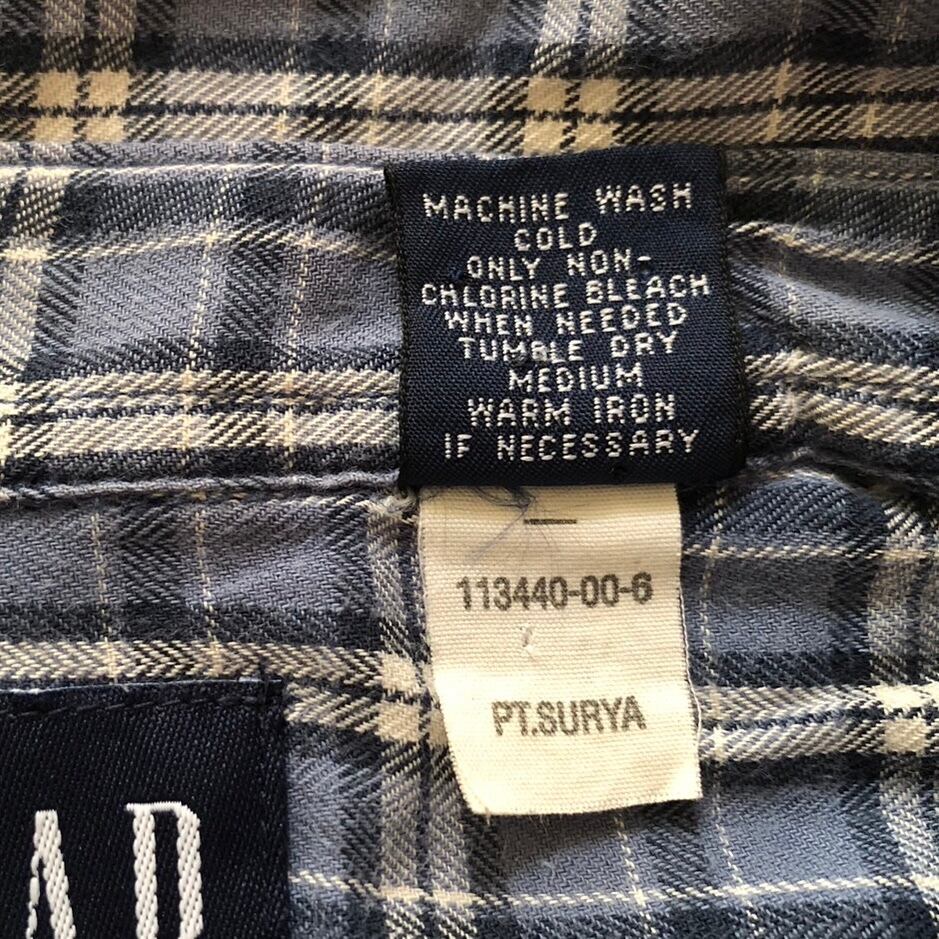 MACHINE WASH
COLD
ONLY NON-
CHLORINE BLEACH
WHEN NEEDED
TUMBLE DRY
MEDIUM
WARM IRON
IF NECESSARY
113440-00-6
PT.SURYA
AP